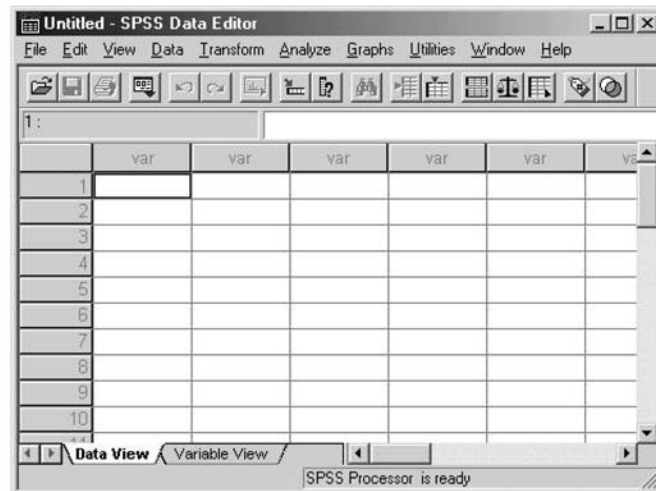 Untitled - SPSS Data Editor
File Edit View Data Transform Analyze Graphs Utilities Window Help
1 :
var var var var var va
1
2
3
4
5
6
7
8
9
10
11
Data View Variable View
SPSS Processor is ready